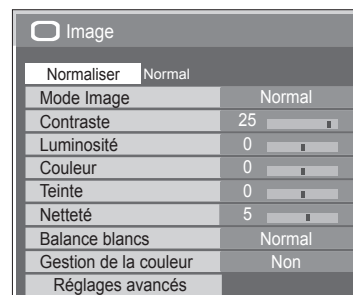 Image
Normaliser Normal
Mode Image Normal
Contraste 25
Luminosité 0
Couleur 0
Teinte 0
Netteté 5
Balance blancs Normal
Gestion de la couleur Non
Réglages avancés